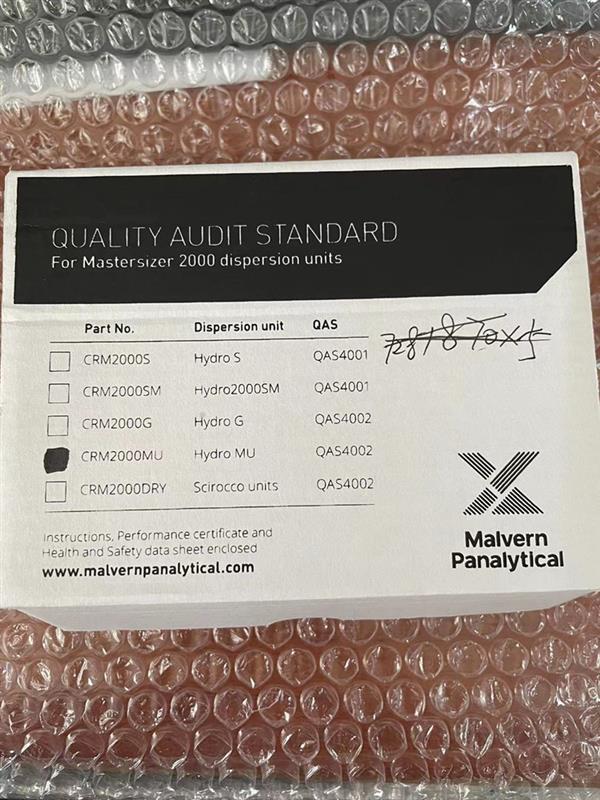 QUALITY AUDIT STANDARD
For Mastersizer 2000 dispersion units
Part No. Dispersion unit QAS
CRM2000S Hydro S QAS4001
CRM2000SM Hydro2000SM QAS4001
CRM2000G Hydro G QAS4002
CRM2000MU Hydro MU QAS4002
CRM2000DRY Scirocco units QAS4002
Instructions, Performance certificate and
Health and Safety data sheet enclosed
www.malvernpanalytical.com
Malvern
Panalytical